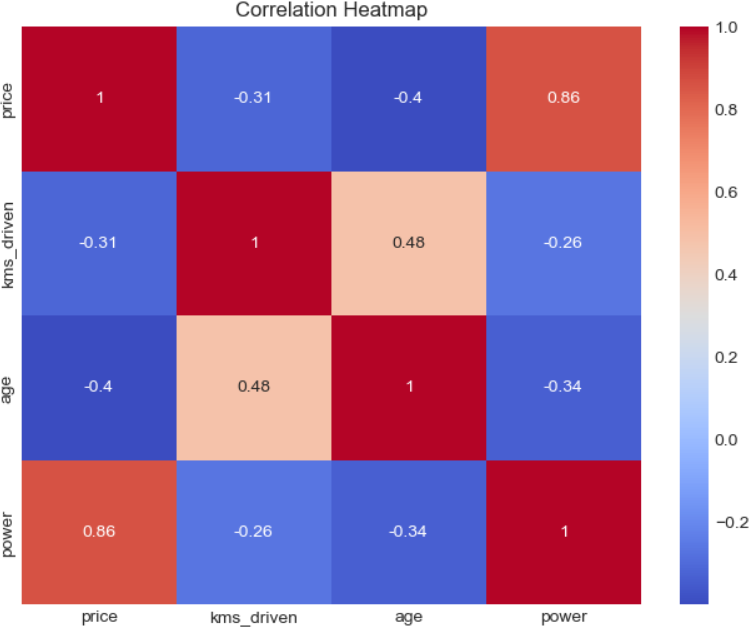 Correlation Heatmap
price
1
-0.31
-0.4
0.86
kms_driven
-0.31
1
0.48
-0.26
age
-0.4
0.48
1
-0.34
power
0.86
-0.26
-0.34
1
price
kms_driven
age
power
1.0
0.8
0.6
0.4
0.2
0.0
−0.2